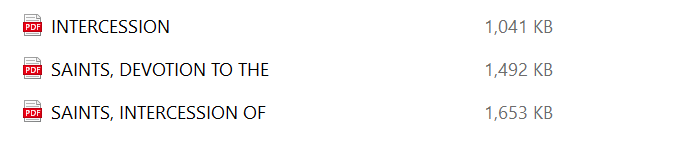 PDF INTERCESSION 1,041 KB
PDF SAINTS, DEVOTION TO THE 1,492 KB
PDF SAINTS, INTERCESSION OF 1,653 KB